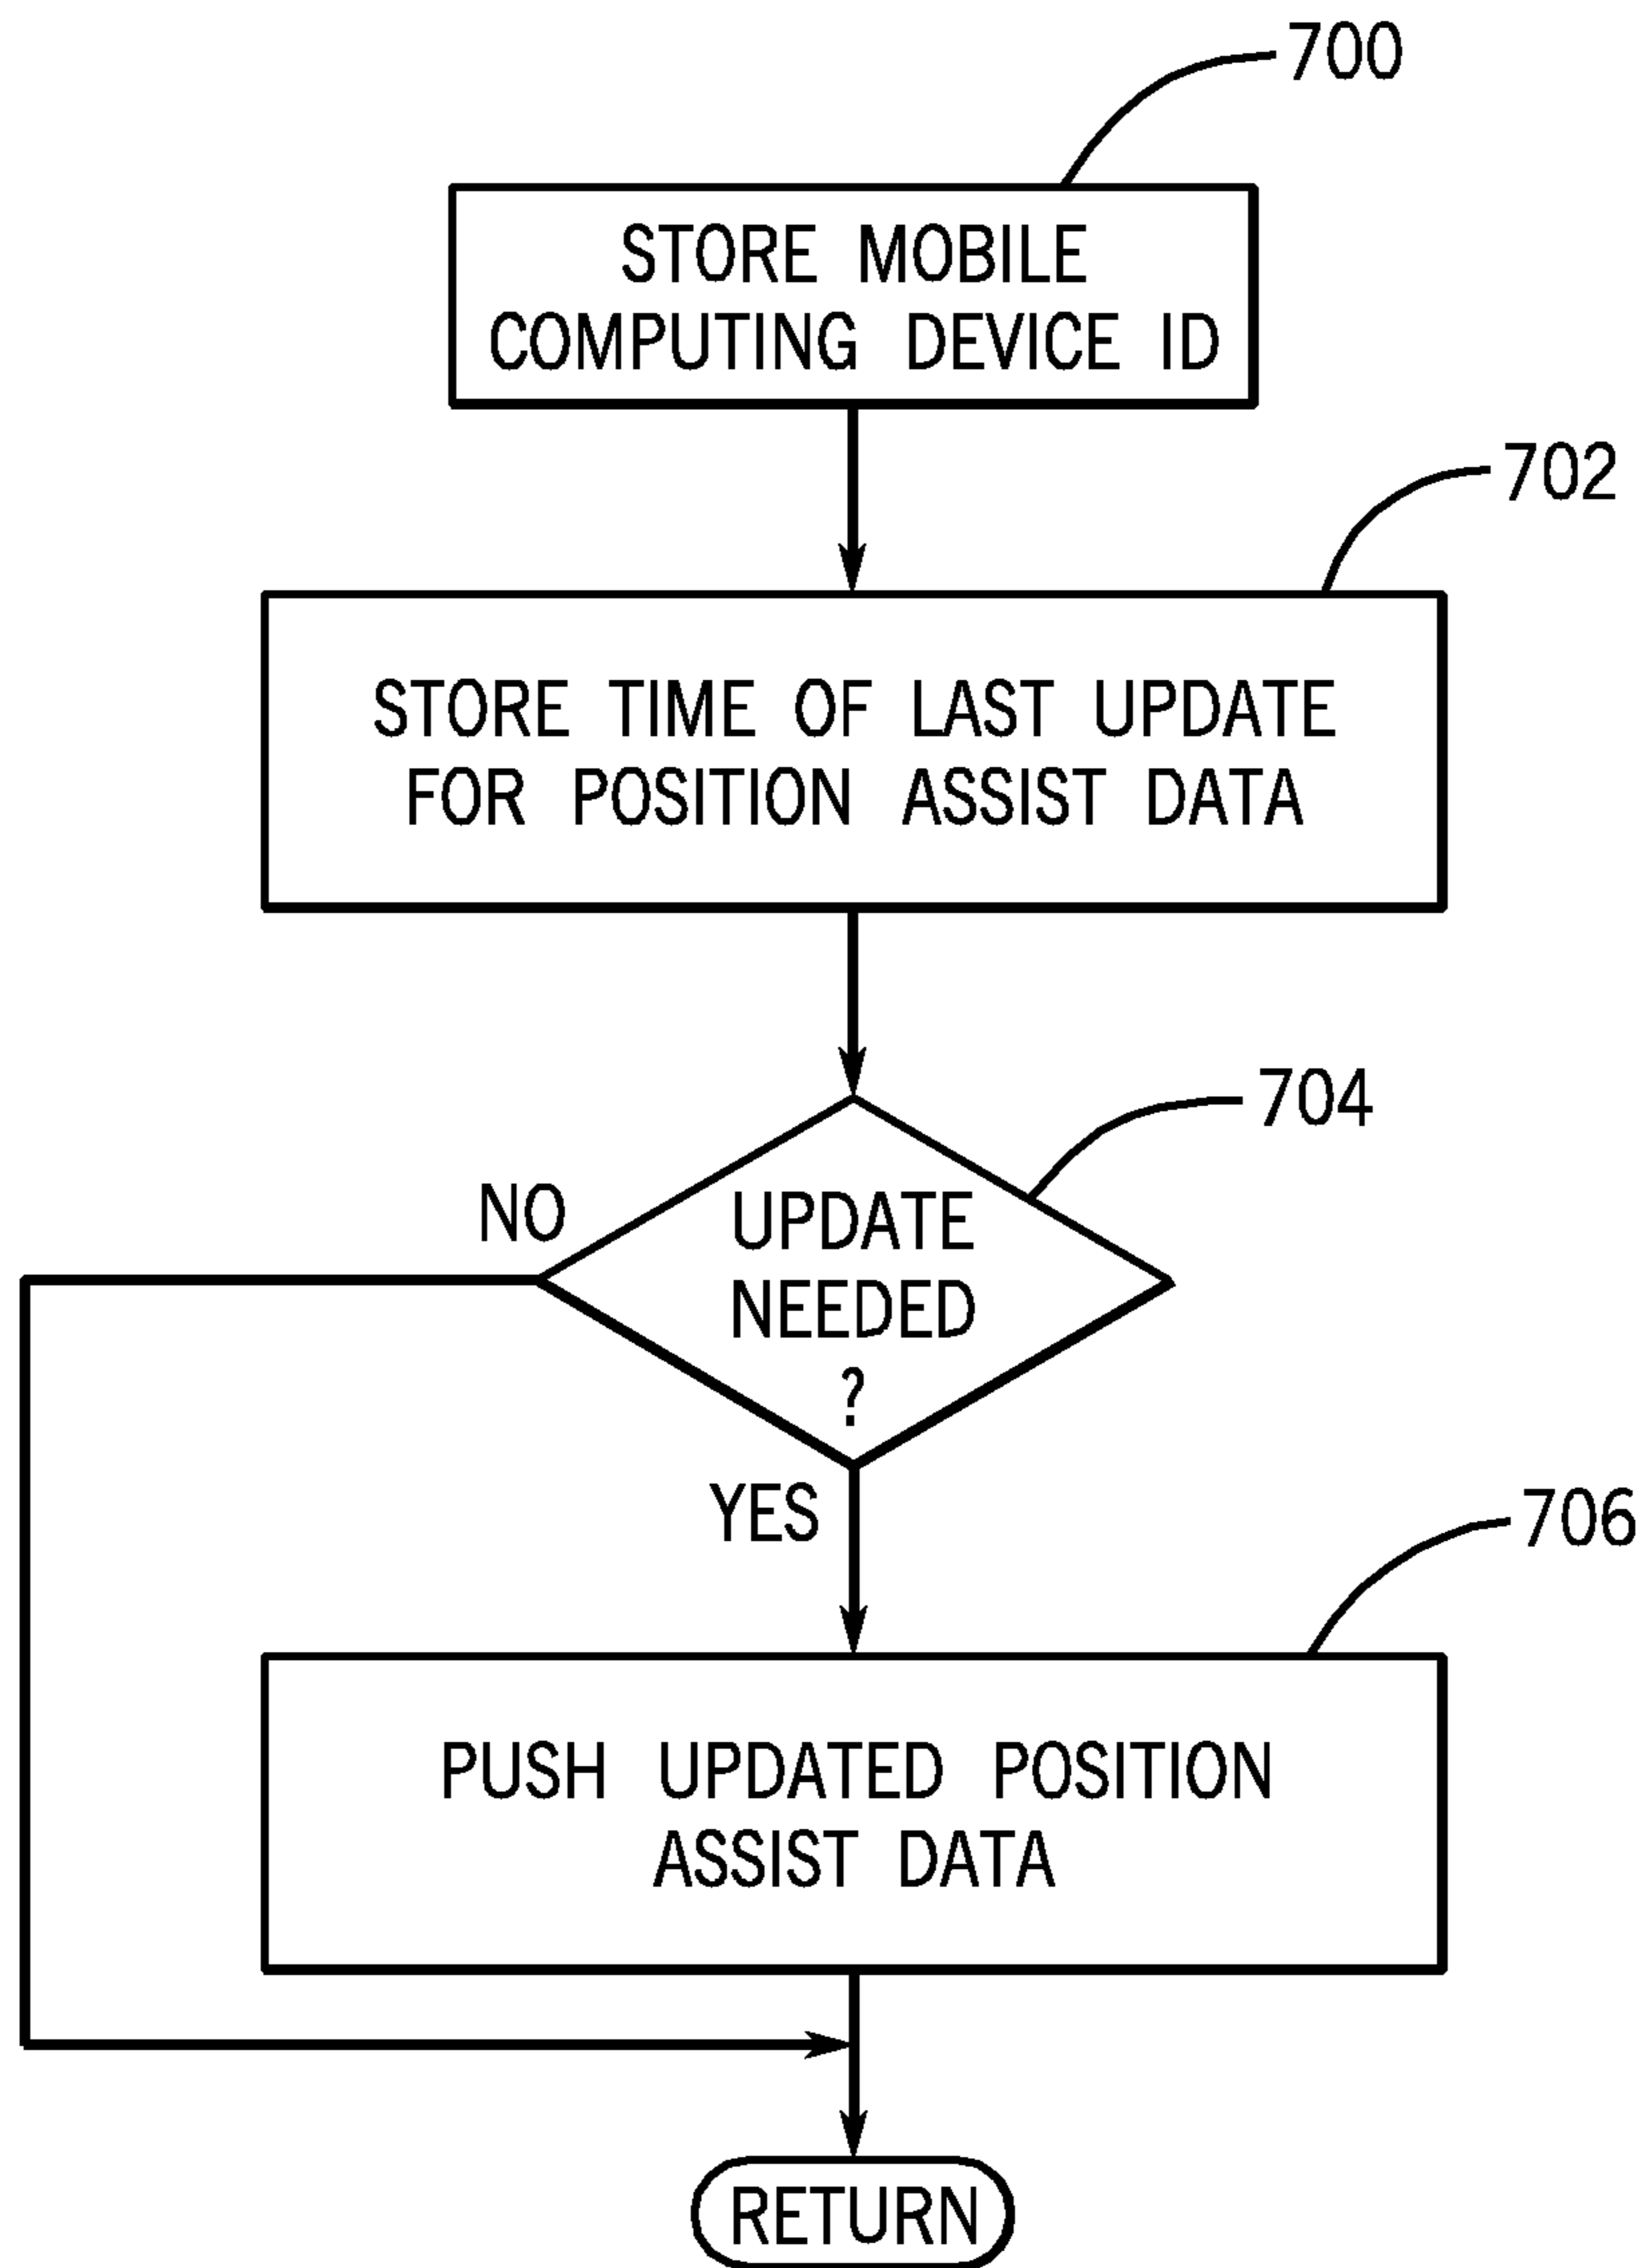 700
STORE MOBILE
COMPUTING DEVICE ID
702
STORE TIME OF LAST UPDATE
FOR POSITION ASSIST DATA
704
NO
UPDATE
NEEDED
?
YES
706
PUSH UPDATED POSITION
ASSIST DATA
RETURN